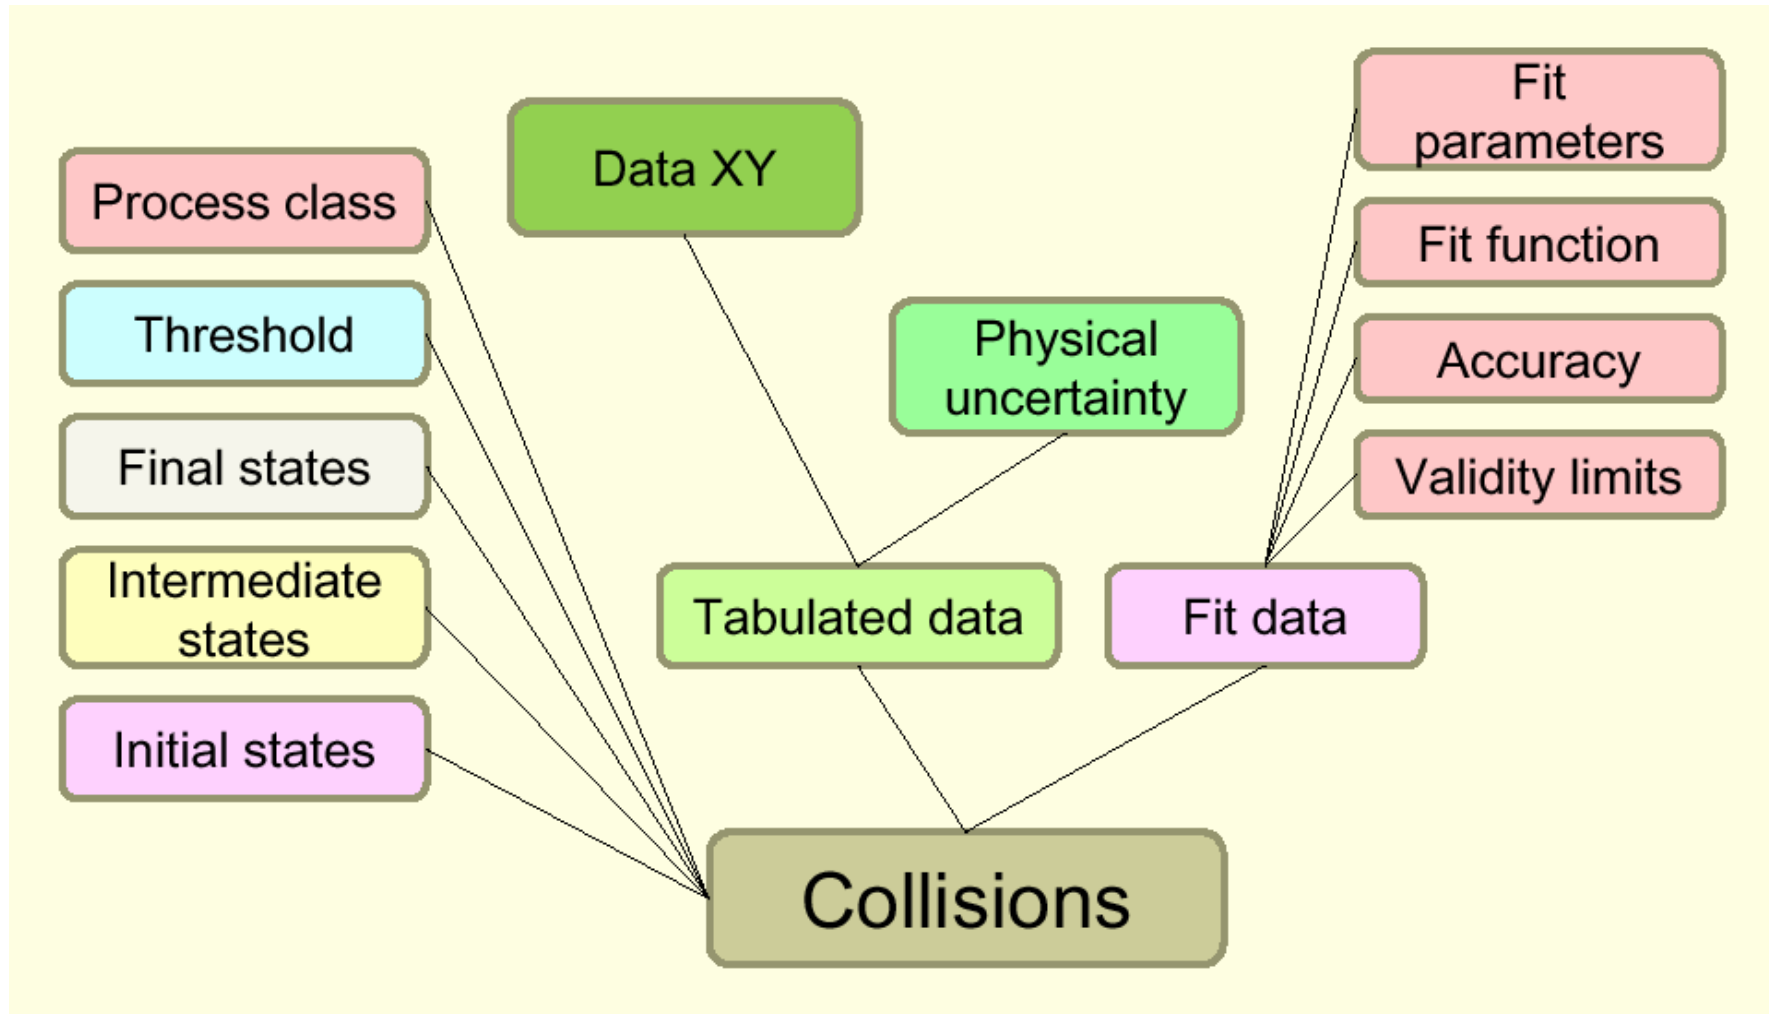 Process class
Threshold
Final states
Intermediate
states
Initial states
Data XY
Physical
uncertainty
Tabulated data
Fit
parameters
Fit function
Accuracy
Validity limits
Fit data
Collisions